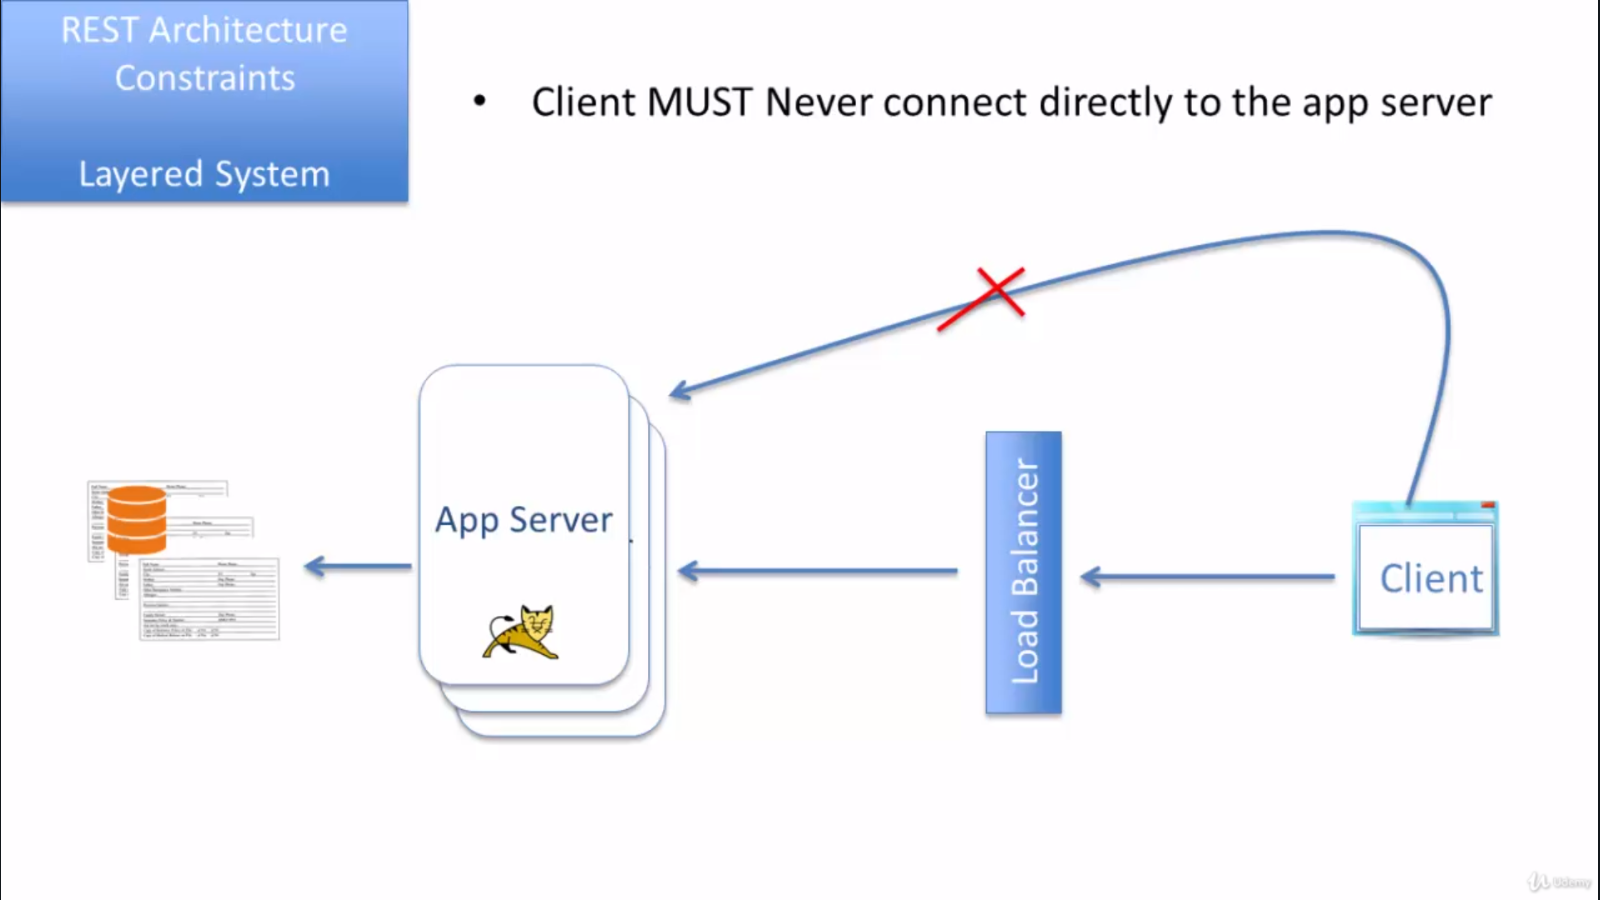 REST Architecture
Constraints
Layered System
• Client MUST Never connect directly to the app server
App Server
Load Balancer
Client
Udemy